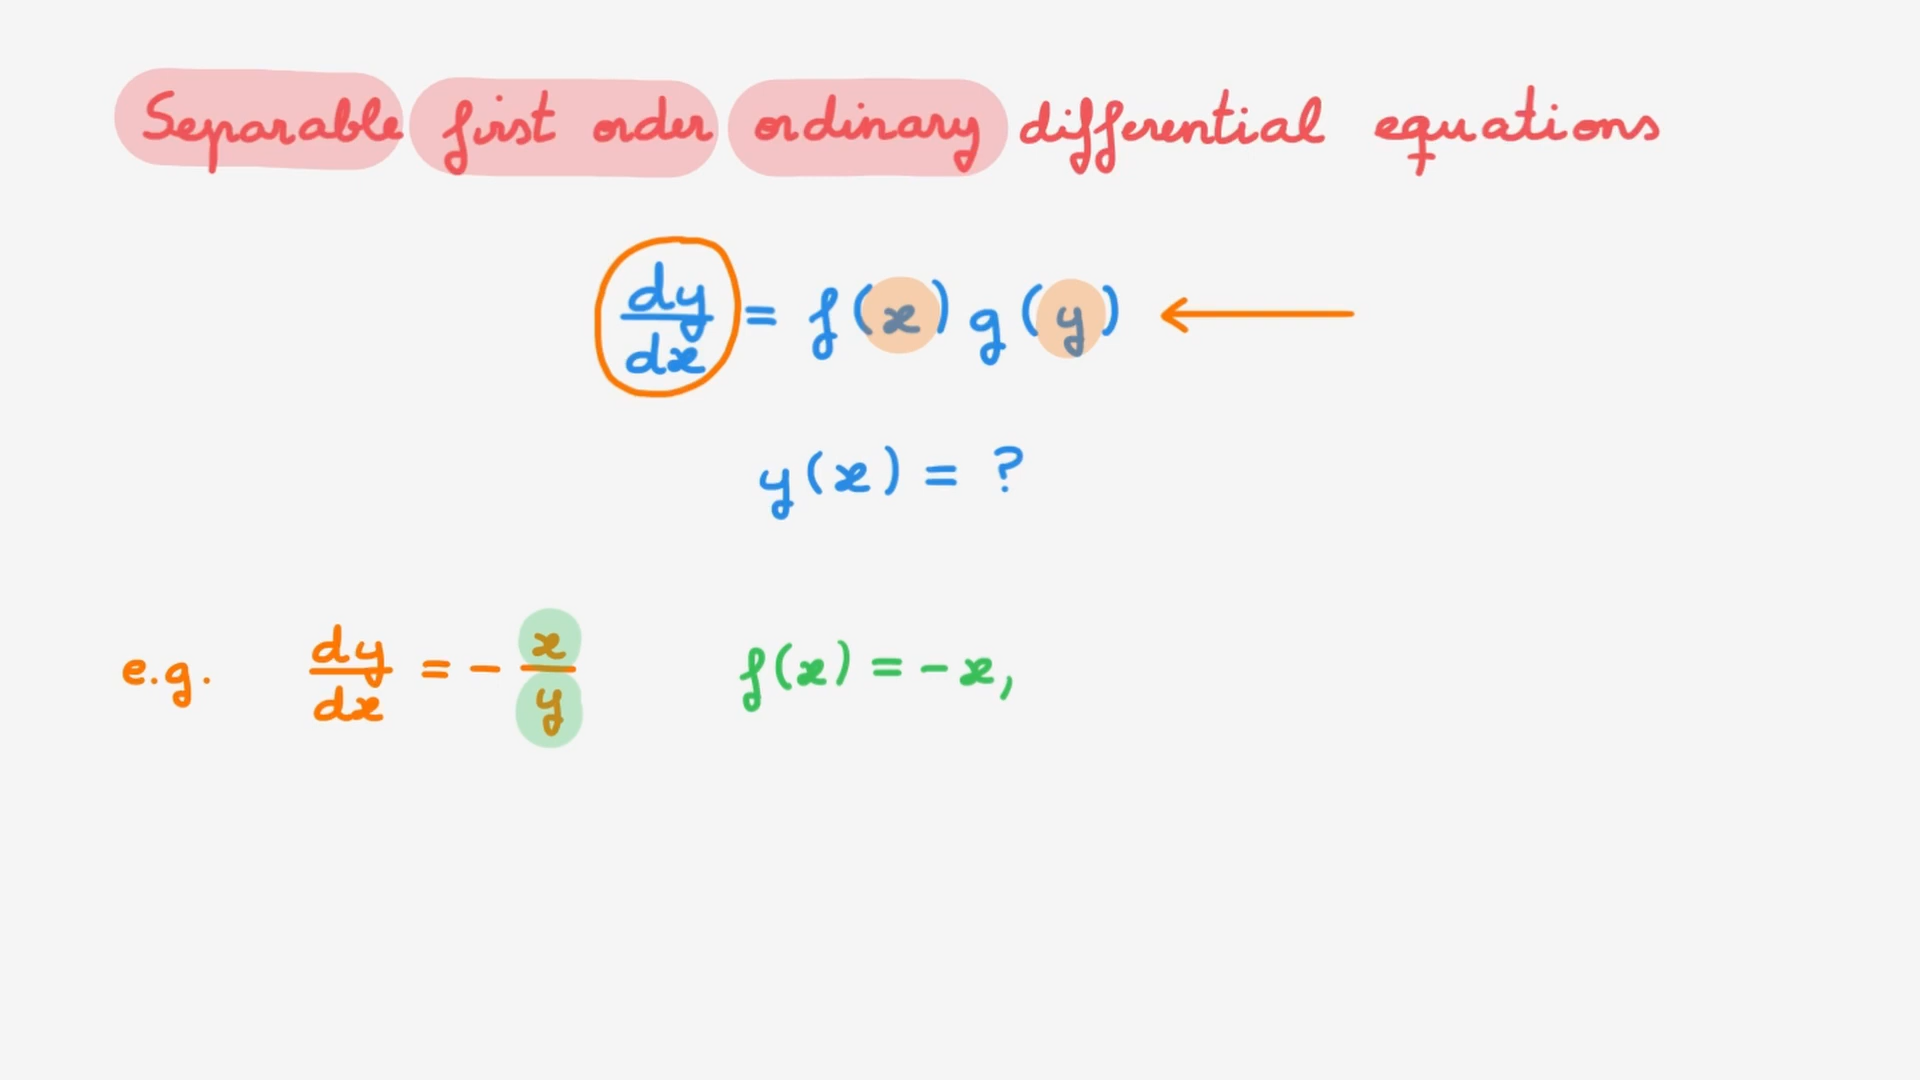 Separable first order ordinary differential equations
dy/dx = f(x) g(y) ←
y(x) = ?
e.g. dy/dx = - x/y f(x) = -x,